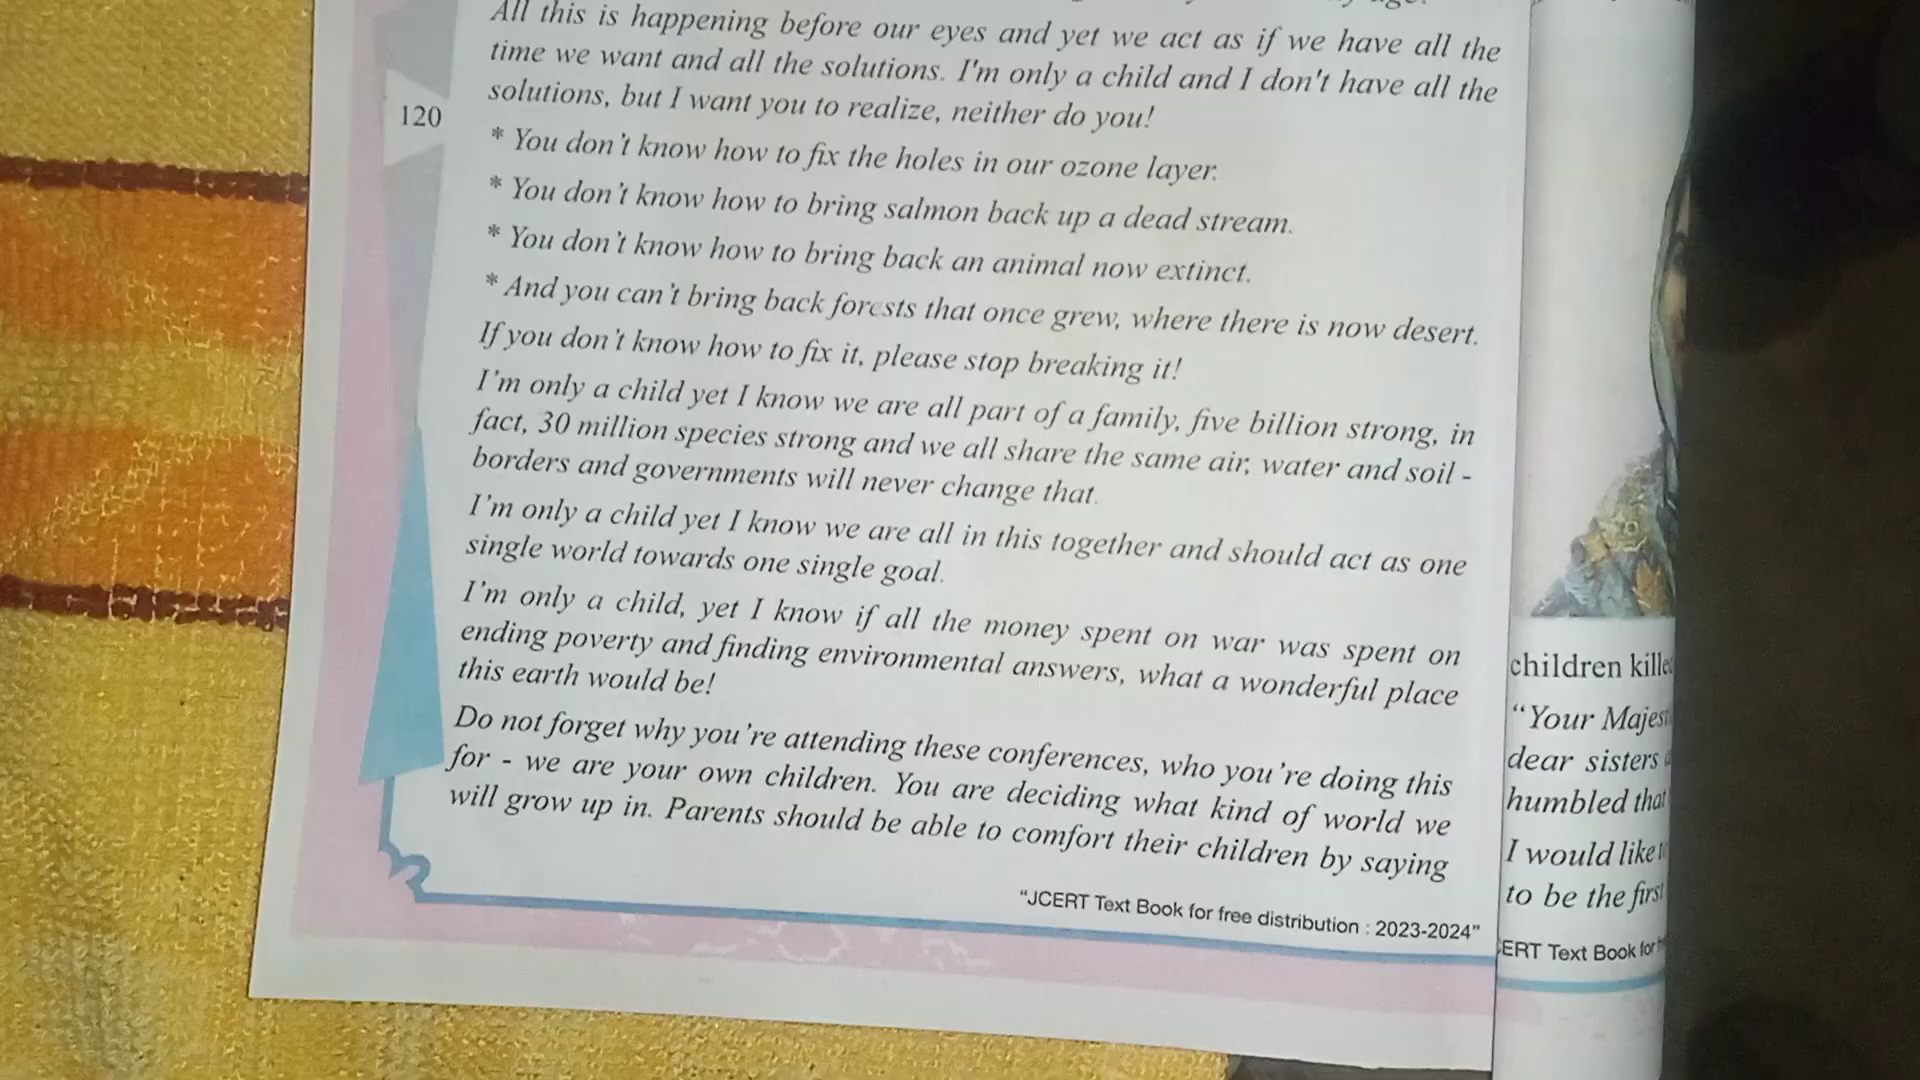 All this is happening before our eyes and yet we act as if we have all the
time we want and all the solutions. I'm only a child and I don't have all the
solutions, but I want you to realize, neither do you!
120
* You don't know how to fix the holes in our ozone layer.
* You don't know how to bring salmon back up a dead stream.
* You don't know how to bring back an animal now extinct.
* And you can't bring back forests that once grew, where there is now desert.
If you don't know how to fix it, please stop breaking it!
I'm only a child yet I know we are all part of a family, five billion strong, in
fact, 30 million species strong and we all share the same air, water and soil -
borders and governments will never change that.
I'm only a child yet I know we are all in this together and should act as one
single world towards one single goal.
I'm only a child, yet I know if all the money spent on war was spent on
ending poverty and finding environmental answers, what a wonderful place
this earth would be!
Do not forget why you're attending these conferences, who you're doing this
for - we are your own children. You are deciding what kind of world we
will grow up in. Parents should be able to comfort their children by saying
"JCERT Text Book for free distribution : 2023-2024"
children
"Your
dear sisters
humbled that
I would like
to be the first
Text Book for